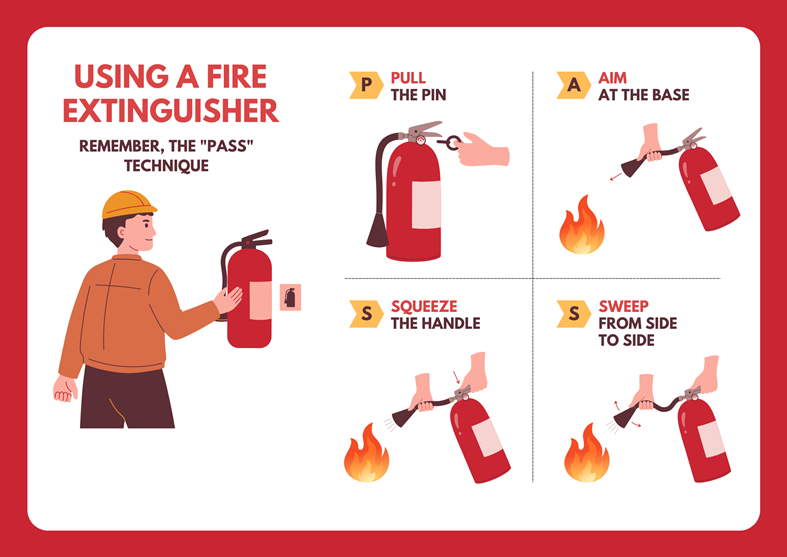 USING A FIRE
EXTINGUISHER
REMEMBER, THE "PASS"
TECHNIQUE
P
PULL
THE PIN
A
AIM
AT THE BASE
S
SQUEEZE
THE HANDLE
S
SWEEP
FROM SIDE
TO SIDE